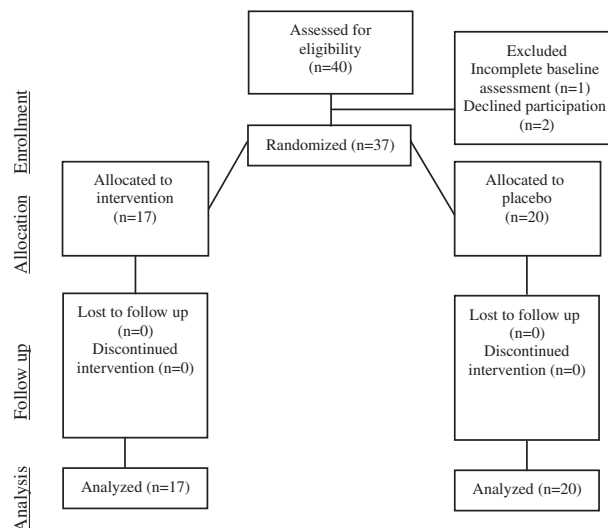 Assessed for
eligibility
(n=40)
Excluded
Incomplete baseline
assessment (n=1)
Declined participation
(n=2)
Enrollment
Randomized (n=37)
Allocated to
intervention
(n=17)
Allocated to
placebo
(n=20)
Allocation
Lost to follow up
(n=0)
Discontinued
intervention (n=0)
Lost to follow up
(n=0)
Discontinued
intervention (n=0)
Follow up
Analyzed (n=17)
Analyzed (n=20)
Analysis